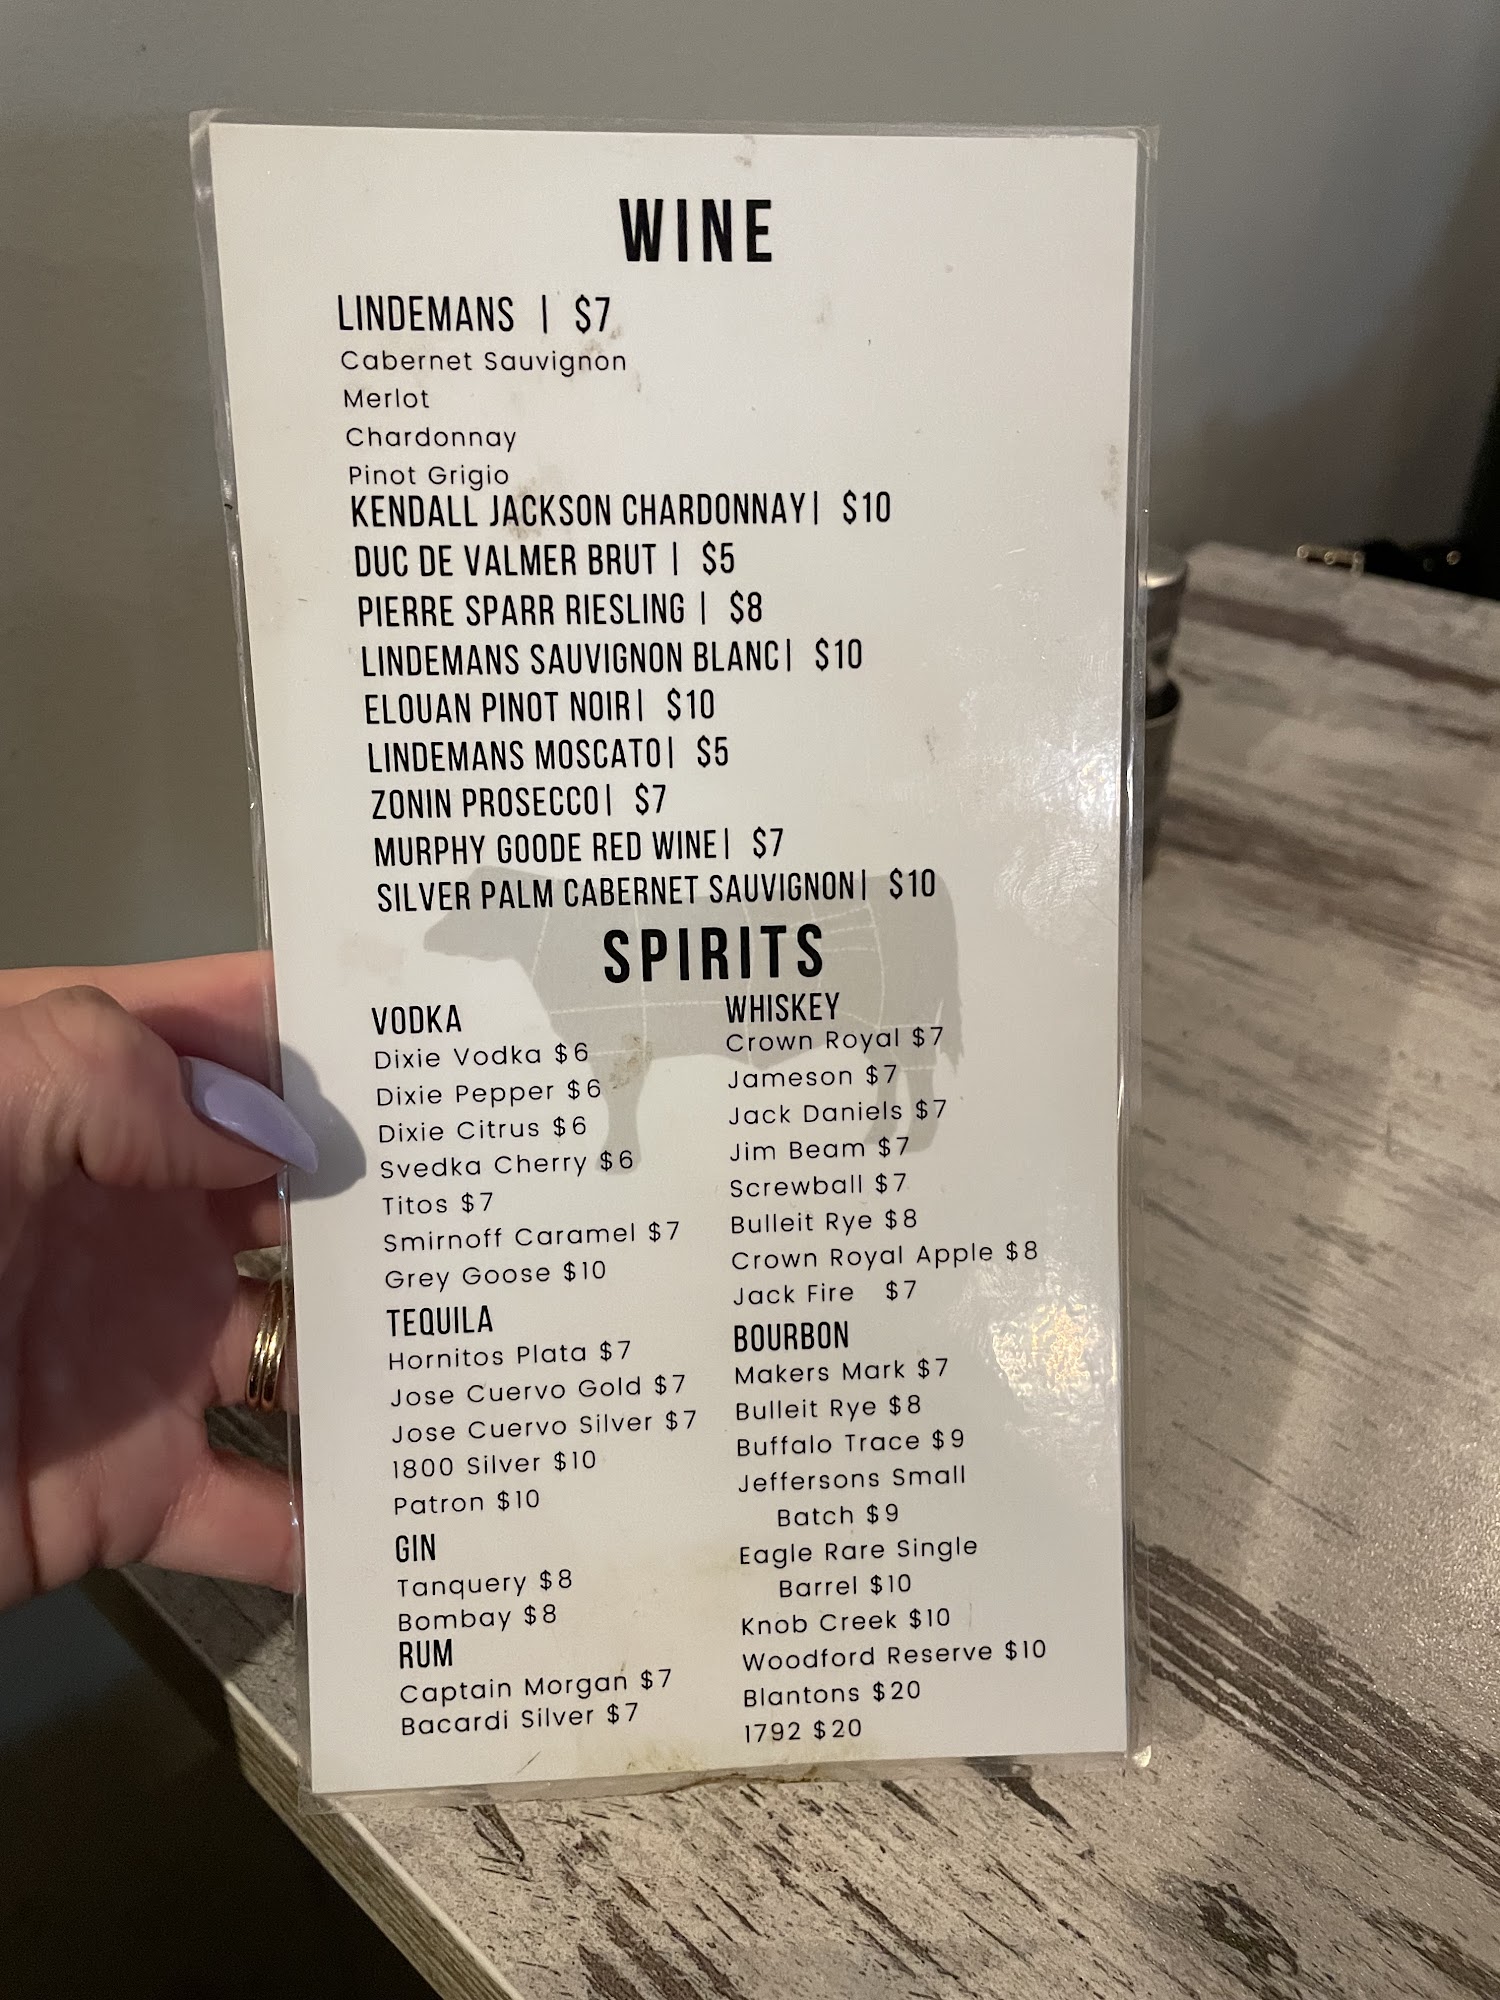 WINE
LINDEMANS | $7
Cabernet Sauvignon
Merlot
Chardonnay
Pinot Grigio
KENDALL JACKSON CHARDONNAY| $10
DUC DE VALMER BRUT | $5
PIERRE SPARR RIESLING | $8
LINDEMANS SAUVIGNON BLANC| $10
ELOUAN PINOT NOIR| $10
LINDEMANS MOSCATO| $5
ZONIN PROSECCO| $7
MURPHY GOODE RED WINE| $7
SILVER PALM CABERNET SAUVIGNON| $10
SPIRITS
VODKA
Dixie Vodka $6
Dixie Pepper $6
Dixie Citrus $6
Svedka Cherry $6
Titos $7
Smirnoff Caramel $7
Grey Goose $10
TEQUILA
Hornitos Plata $7
Jose Cuervo Gold $7
Jose Cuervo Silver $7
1800 Silver $10
Patron $10
GIN
Tanquery $8
Bombay $8
RUM
Captain Morgan $7
Bacardi Silver $7
WHISKEY
Crown Royal $7
Jameson $7
Jack Daniels $7
Jim Beam $7
Screwball $7
Bulleit Rye $8
Crown Royal Apple $8
Jack Fire $7
BOURBON
Makers Mark $7
Bulleit Rye $8
Buffalo Trace $9
Jeffersons Small
Batch $9
Eagle Rare Single
Barrel $10
Knob Creek $10
Woodford Reserve $10
Blantons $20
1792 $20